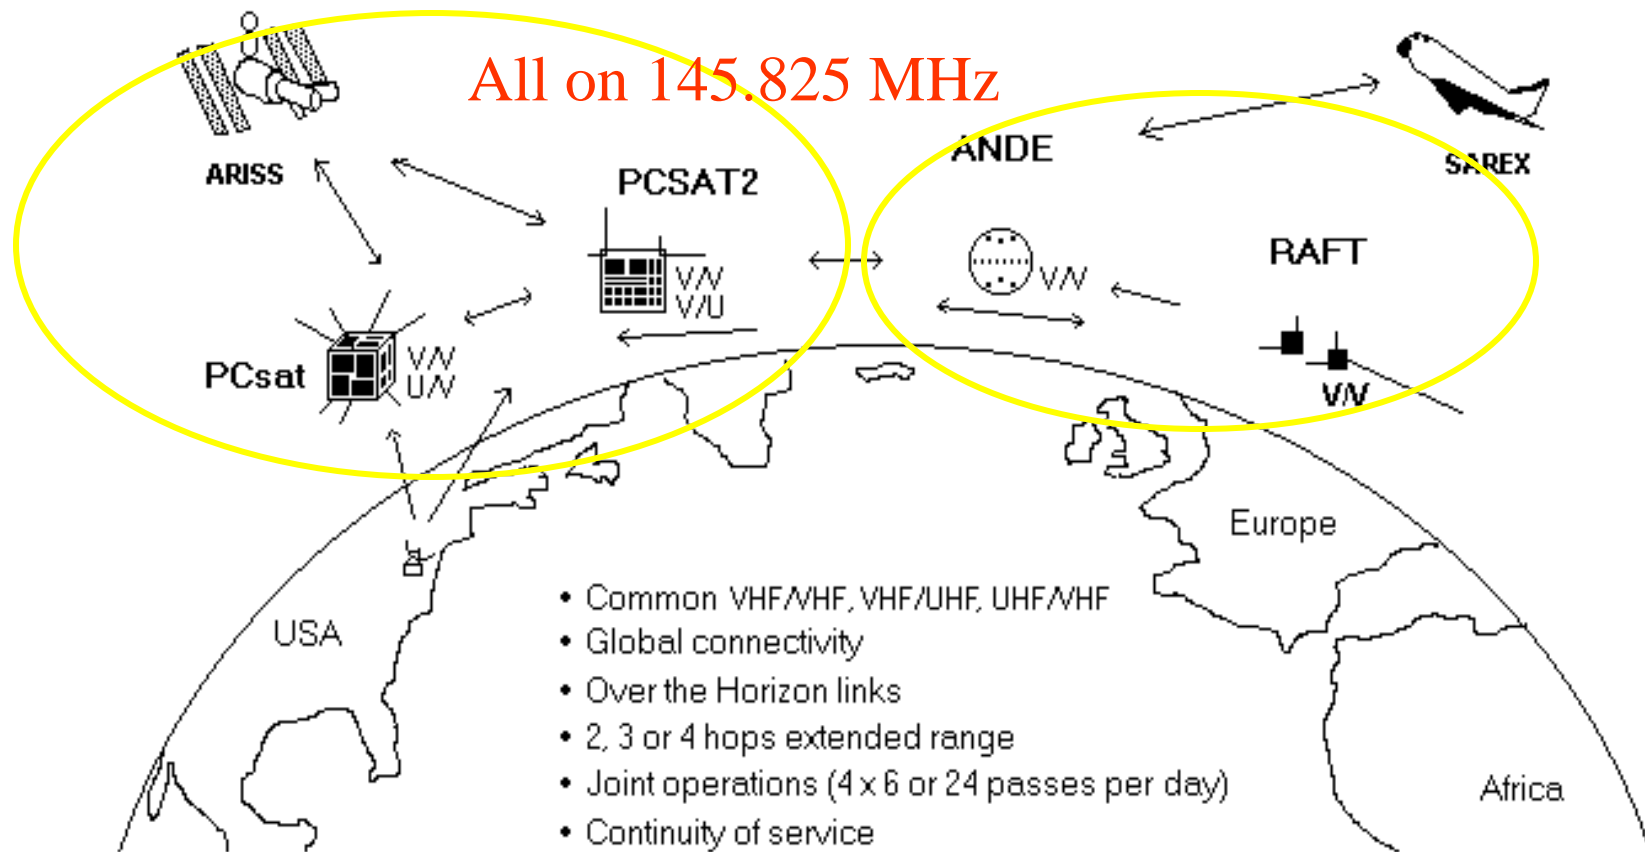 All on 145.825 MHz
ARISS
PCSAT2
V/V
V/U
PCsat
V/V
U/V
ANDE
V/V
SAREX
RAFT
V/V
USA
Europe
Africa
• Common VHF/VHF, VHF/UHF, UHF/VHF
• Global connectivity
• Over the Horizon links
• 2, 3 or 4 hops extended range
• Joint operations (4 x 6 or 24 passes per day)
• Continuity of service